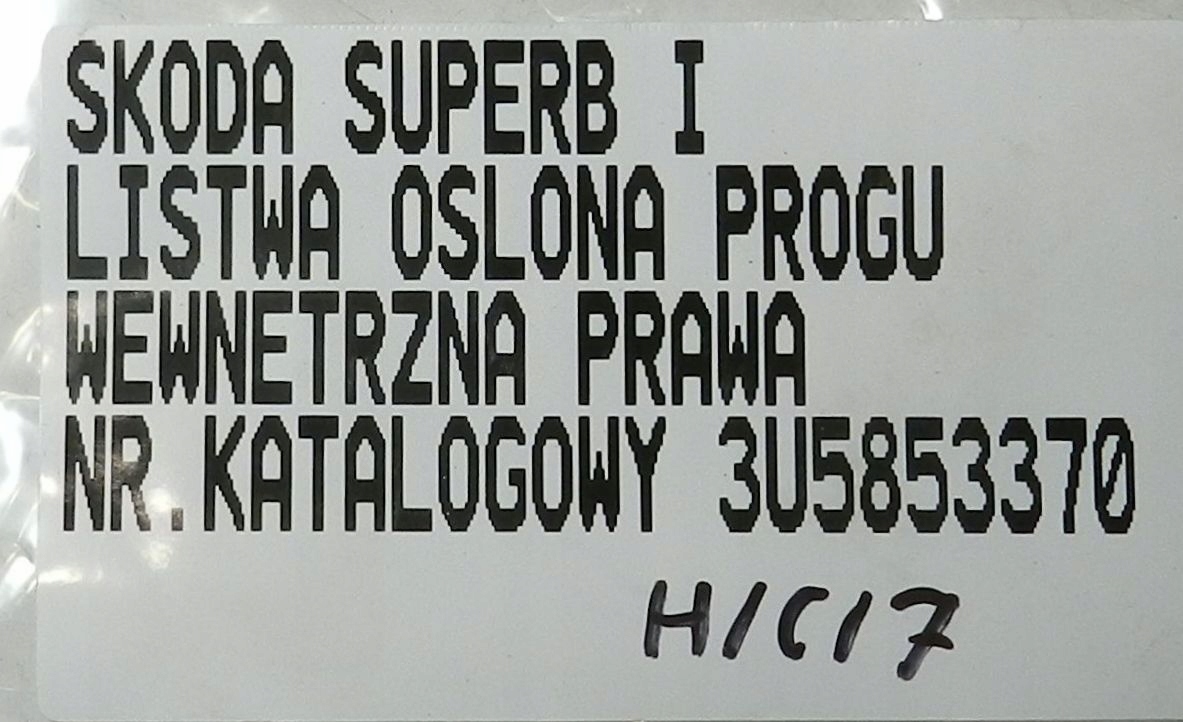 SKODA SUPERB I
LISTWA OSLONA PROGU
WEWNETRZNA PRAWA
NR.KATALOGOWY 3U5853370
H/C/7